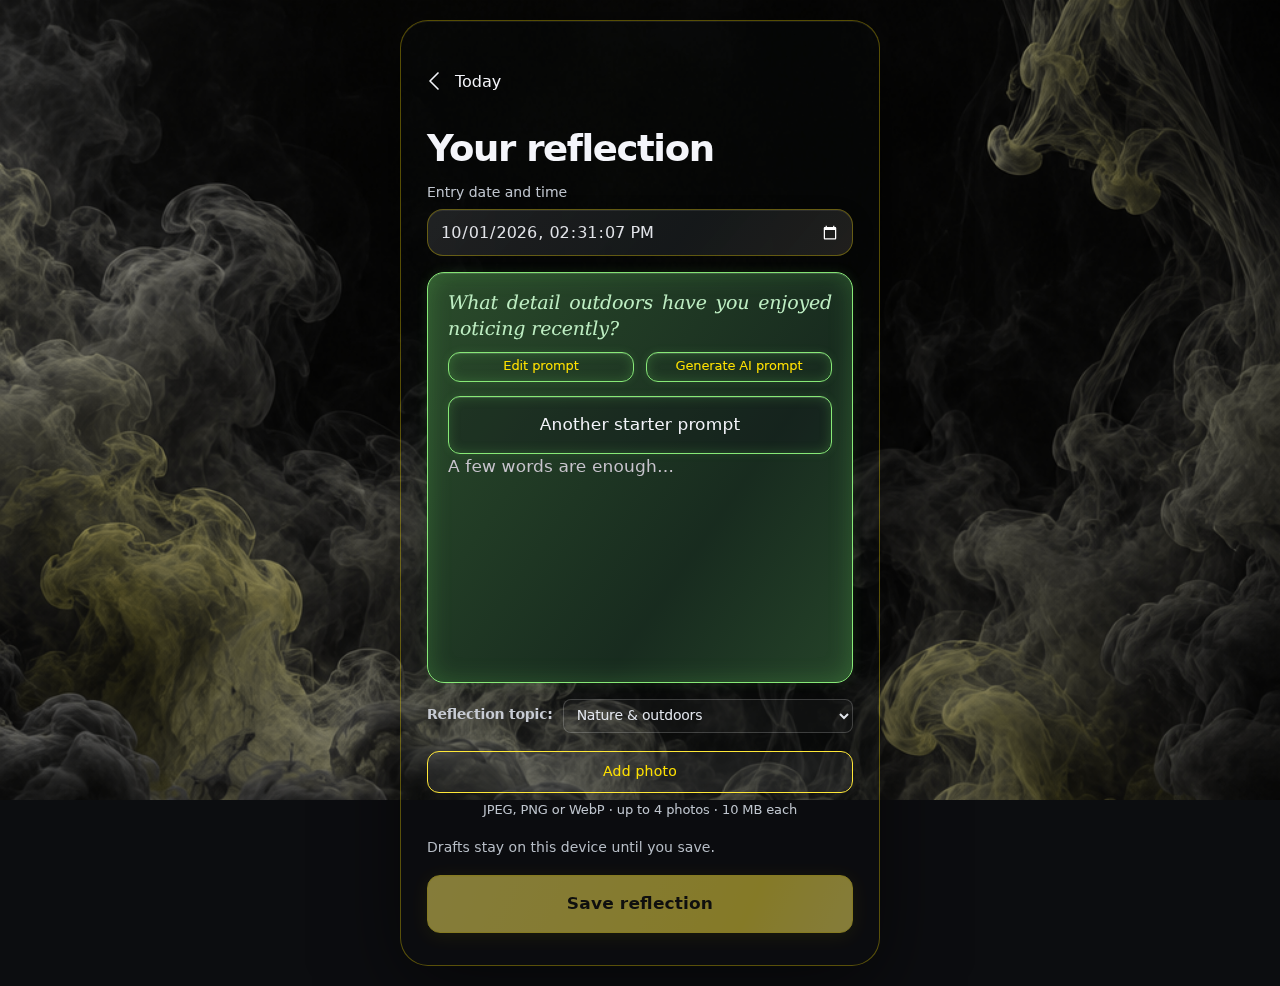 Today
Your reflection
Entry date and time
10/01/2026, 02:31:07 PM
What detail outdoors have you enjoyed
noticing recently?
Edit prompt
Generate AI prompt
Another starter prompt
A few words are enough…
Reflection topic:
Nature & outdoors
Add photo
JPEG, PNG or WebP · up to 4 photos · 10 MB each
Drafts stay on this device until you save.
Save reflection